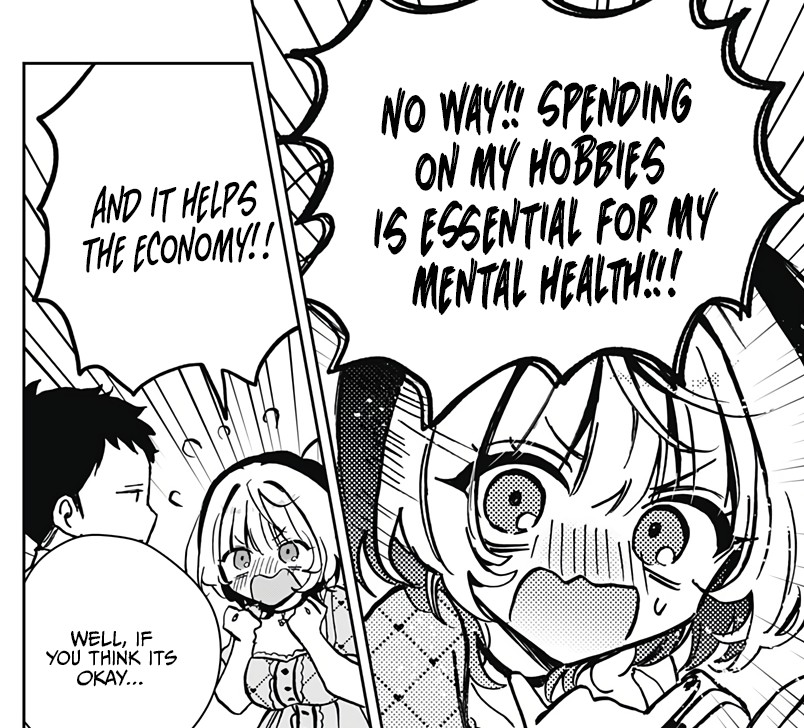 NO WAY!! SPENDING
ON MY HOBBIES
IS ESSENTIAL FOR MY
MENTAL HEALTH!!!
AND IT HELPS
THE ECONOMY!!
WELL, IF
YOU THINK ITS
OKAY...